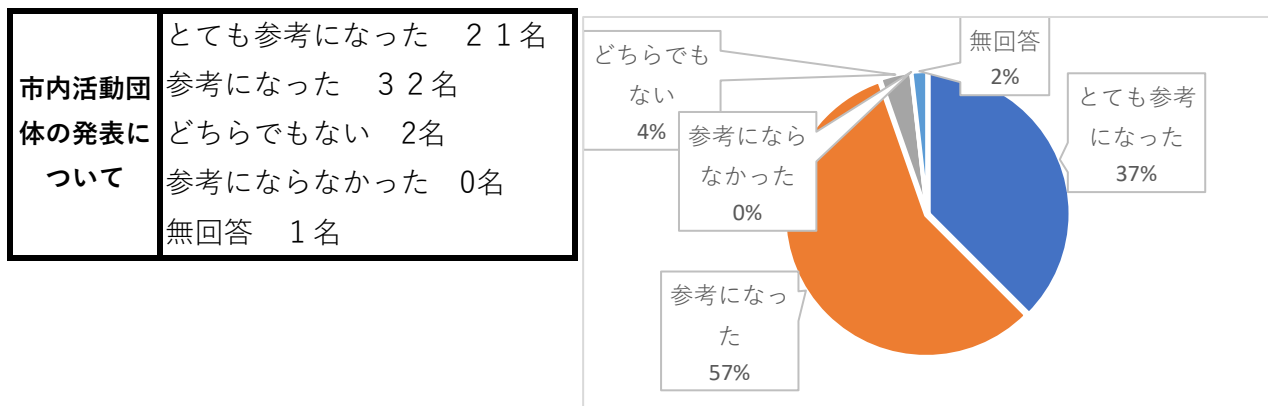 市内活動団
体の発表に
ついて
とても参考になった　２１名
参考になった　３２名
どちらでもない　2名
参考にならなかった　0名
無回答　１名
どちらでも
ない
4%
参考になら
なかった
0%
無回答
2%
とても参考
になった
37%
参考になっ
た
57%